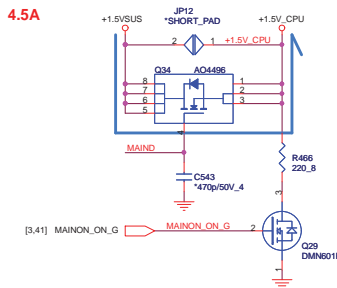 4.5A
JP12
*SHORT_PAD
+1.5VSUS
+1.5V_CPU
2
1
+1.5V_CPU
Q34
AO4496
8
7
6
5
1
2
3
4
MAIND
C543
*470p/50V_4
R466
220_8
3
[3,41]
MAINON_ON_G
MAINON_ON_G
2
Q29
1